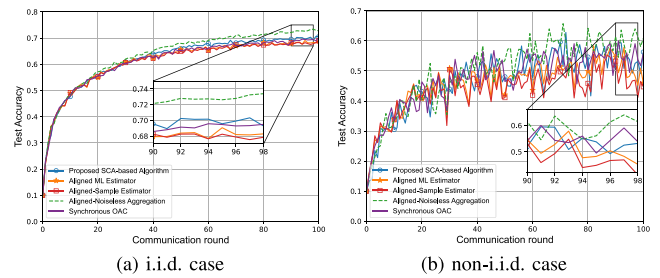 0.8
0.7
0.6
0.5
0.4
0.3
0.2
0.1
0.0
Test Accuracy
0.74
0.72
0.70
0.68
90 92 94 96 98
Proposed SCA-based Algorithm
Aligned ML Estimator
Aligned-Sample Estimator
Aligned-Noiseless Aggregation
Synchronous OAC
0 20 40 60 80 100
Communication round
(a) i.i.d. case
0.7
0.6
0.5
0.4
0.3
0.2
0.1
0.0
Test Accuracy
0.6
0.5
90 92 94 96 98
Proposed SCA-based Algorithm
Aligned ML Estimator
Aligned-Sample Estimator
Aligned-Noiseless Aggregation
Synchronous OAC
0 20 40 60 80 100
Communication round
(b) non-i.i.d. case